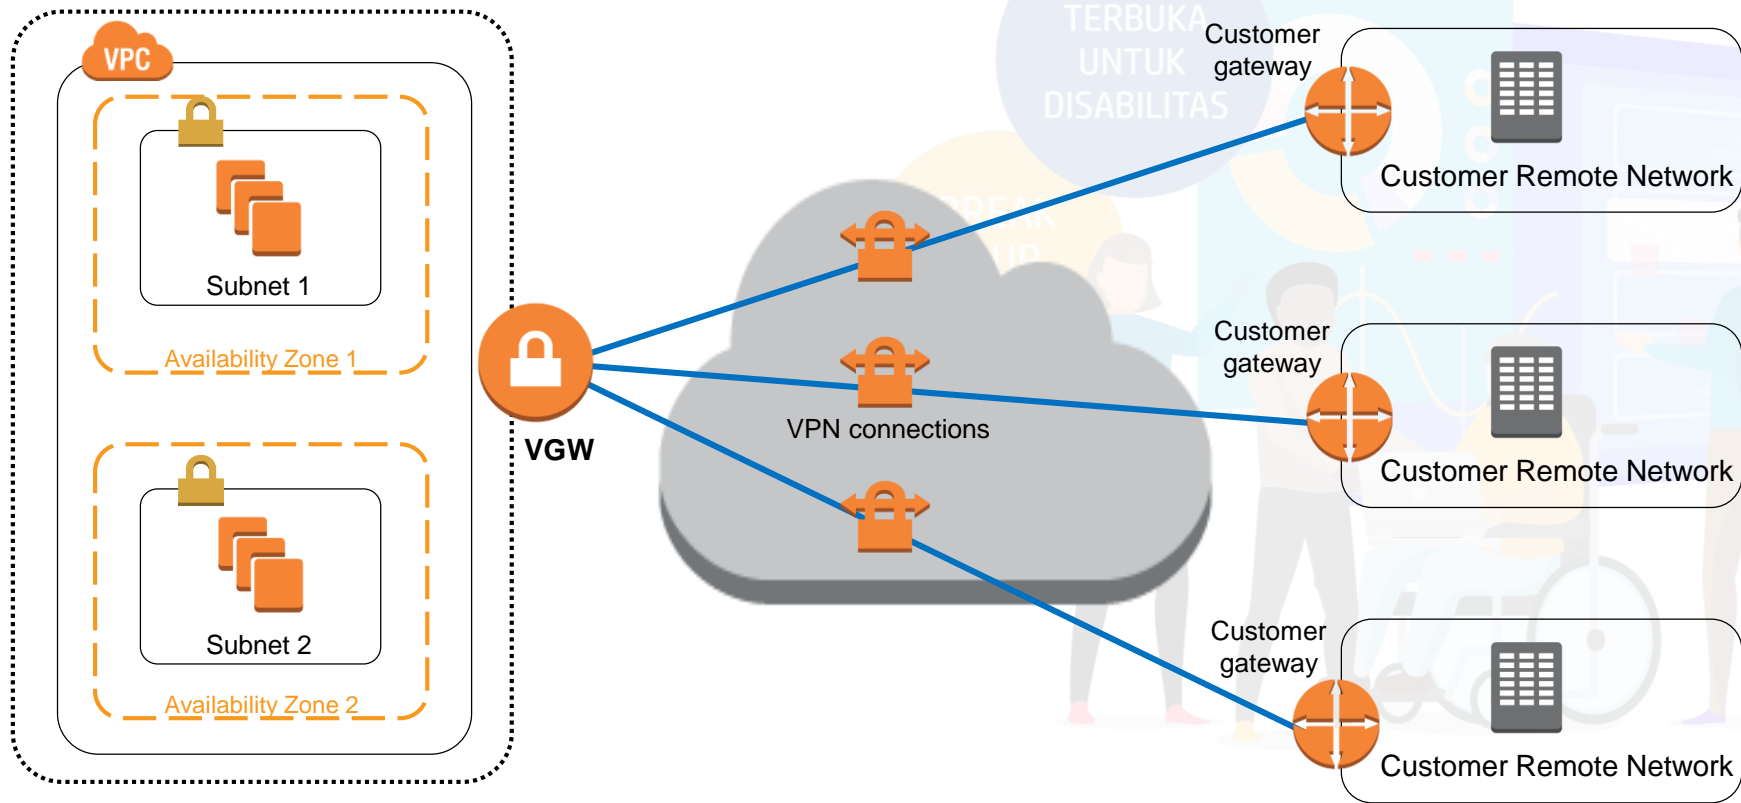 VPC
Subnet 1
Availability Zone 1
Subnet 2
Availability Zone 2
VGW
VPN connections
TERBUKA
UNTUK
DISABILITAS
Customer
gateway
Customer Remote Network
Customer
gateway
Customer Remote Network
Customer
gateway
Customer Remote Network